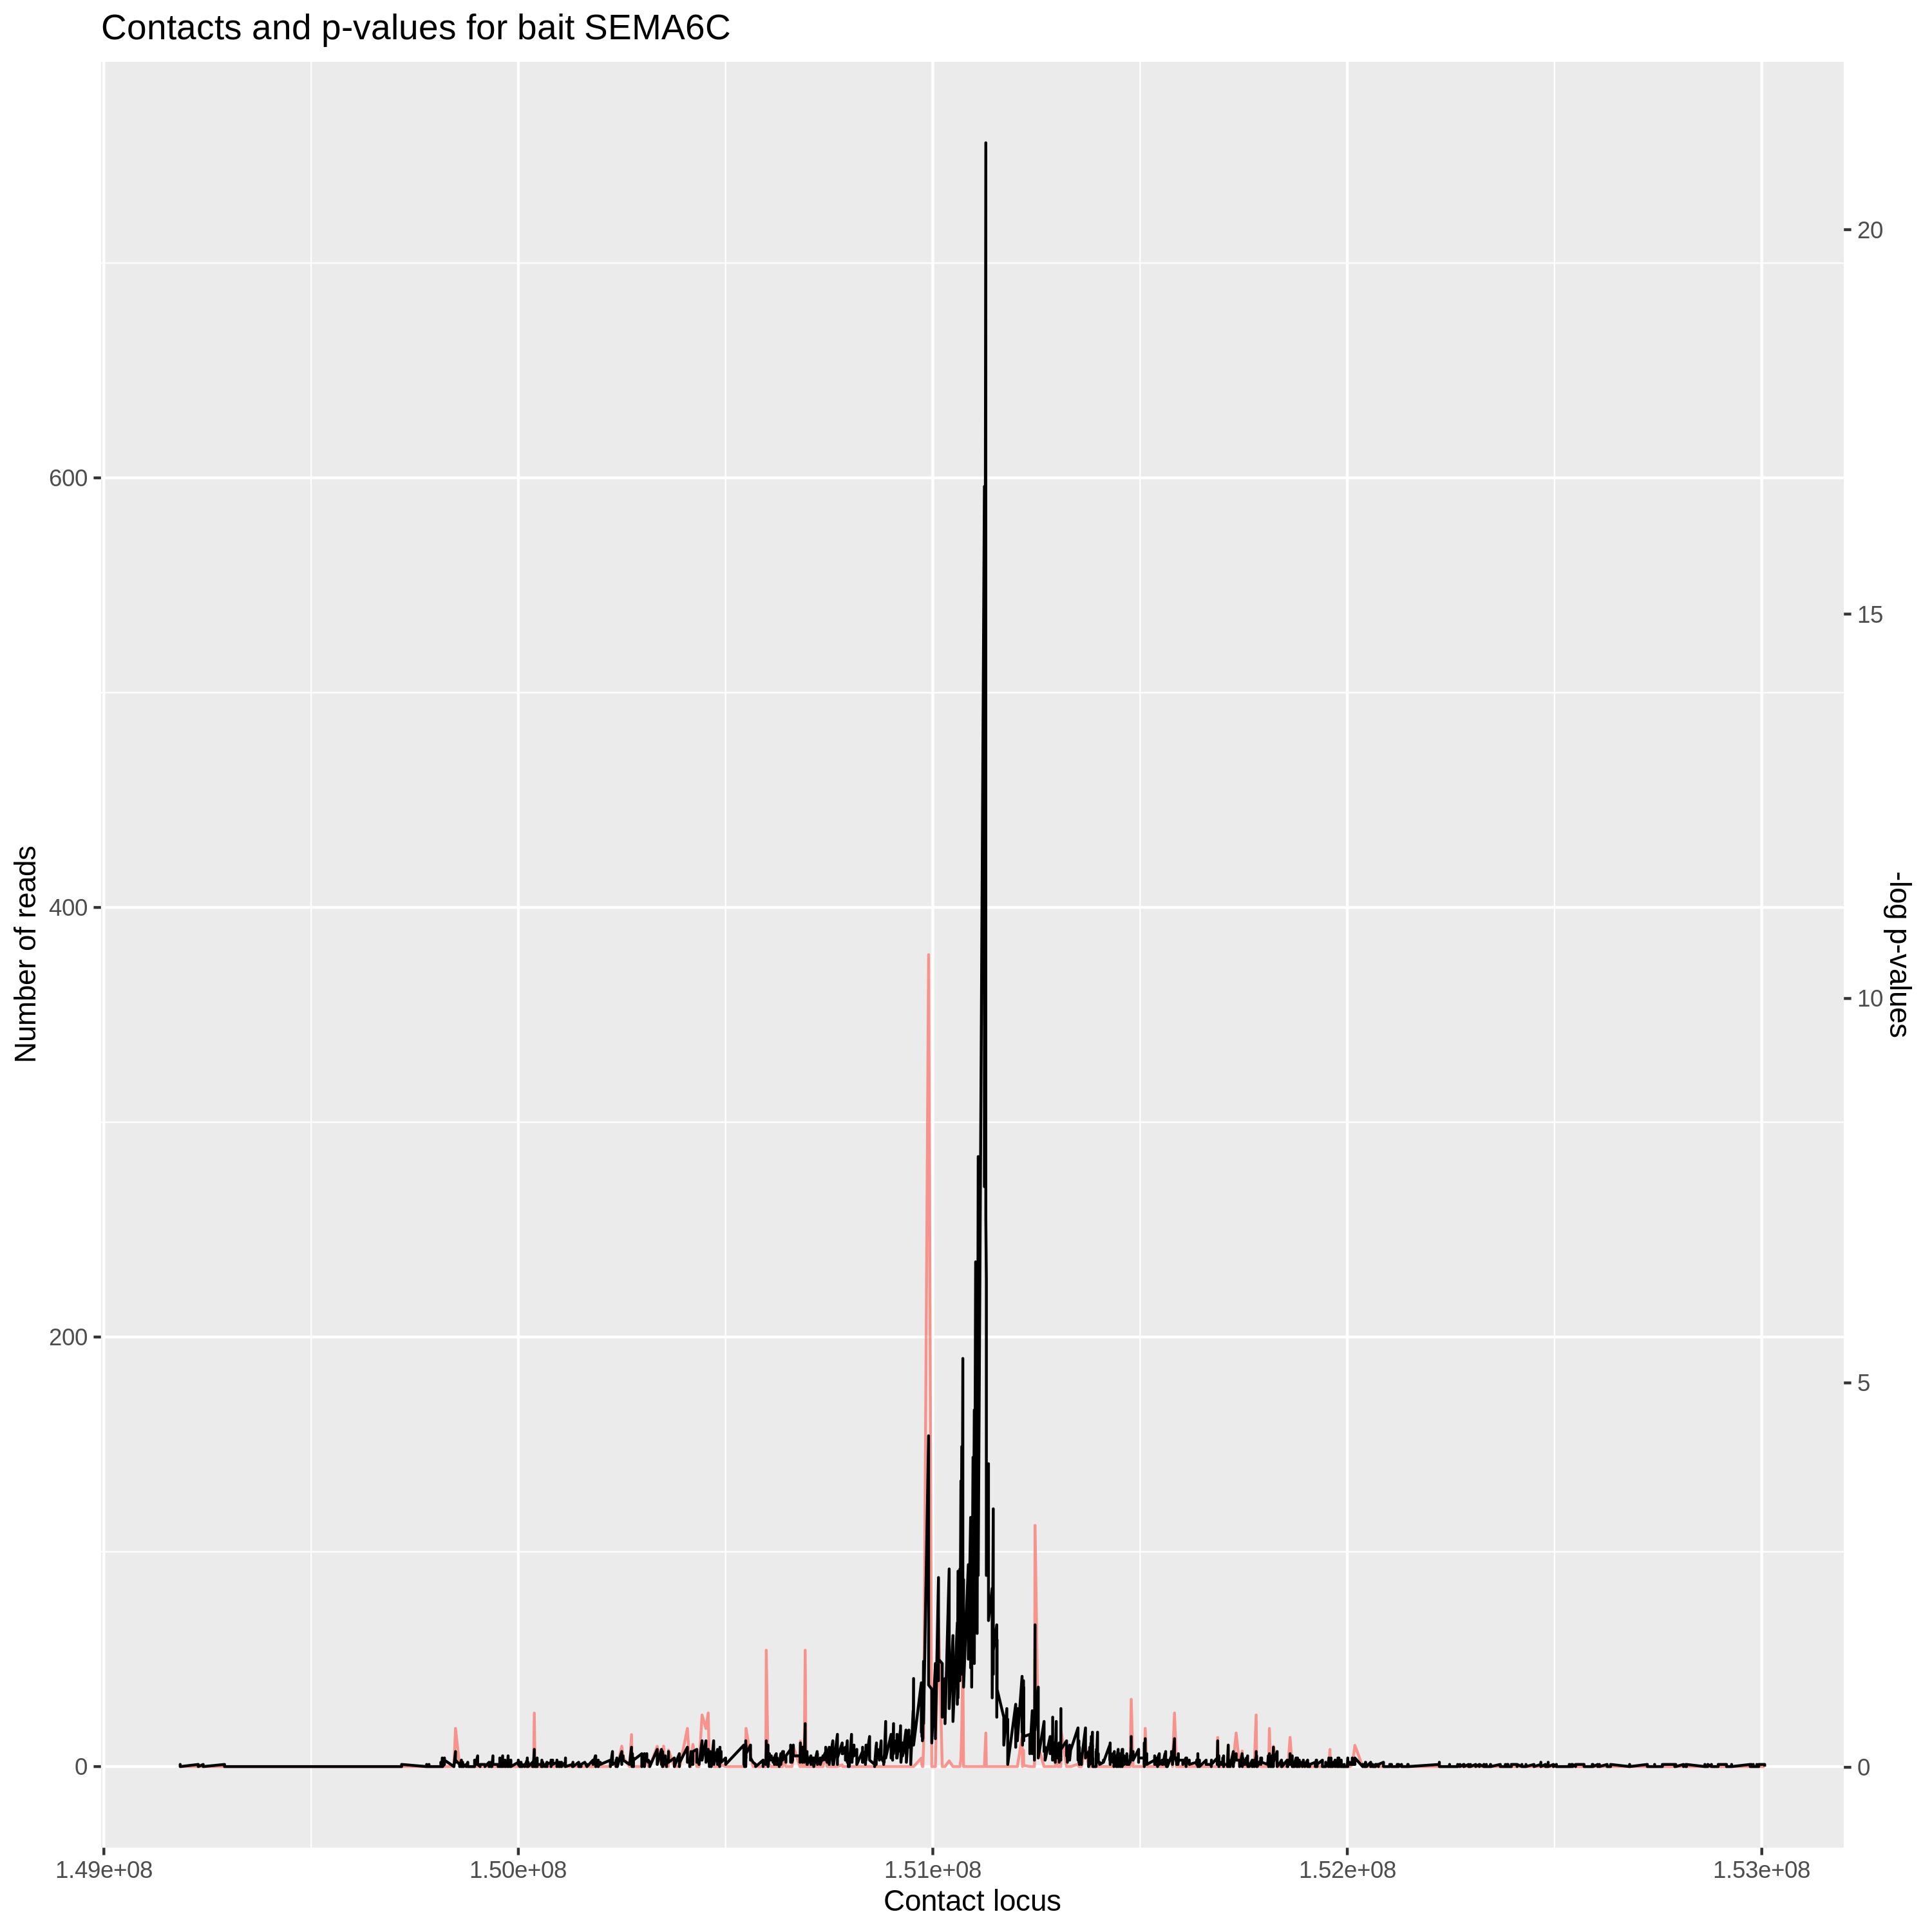 Contacts and p-values for bait SEMA6C
Number of reads
600
400
200
0
20
15
10
5
0
-log p-values
1.49e+08 1.50e+08 1.51e+08 1.52e+08 1.53e+08
Contact locus